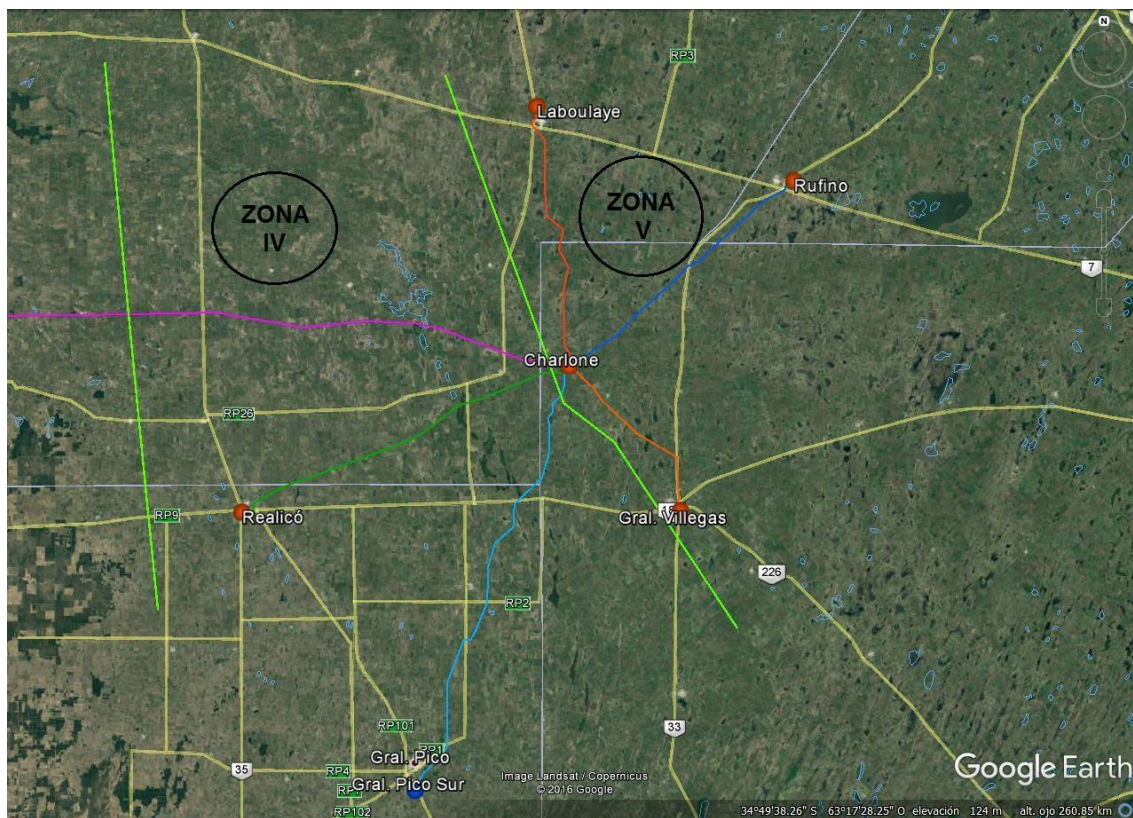 N
RP3
Laboulaye
Rufino
ZONA
IV
ZONA
V
7
Charlone
RP26
RP9
Realicó
Gral. Villegas
226
RP2
33
RP101
RP1
Gral. Pico
35
RP4
Gral. Pico Sur
RP102
Image Landsat / Copernicus
© 2016 Google
Google Earth
34°49'38.26" S 63°17'28.25" O elevación 124 m alt. ojo 260.85 km